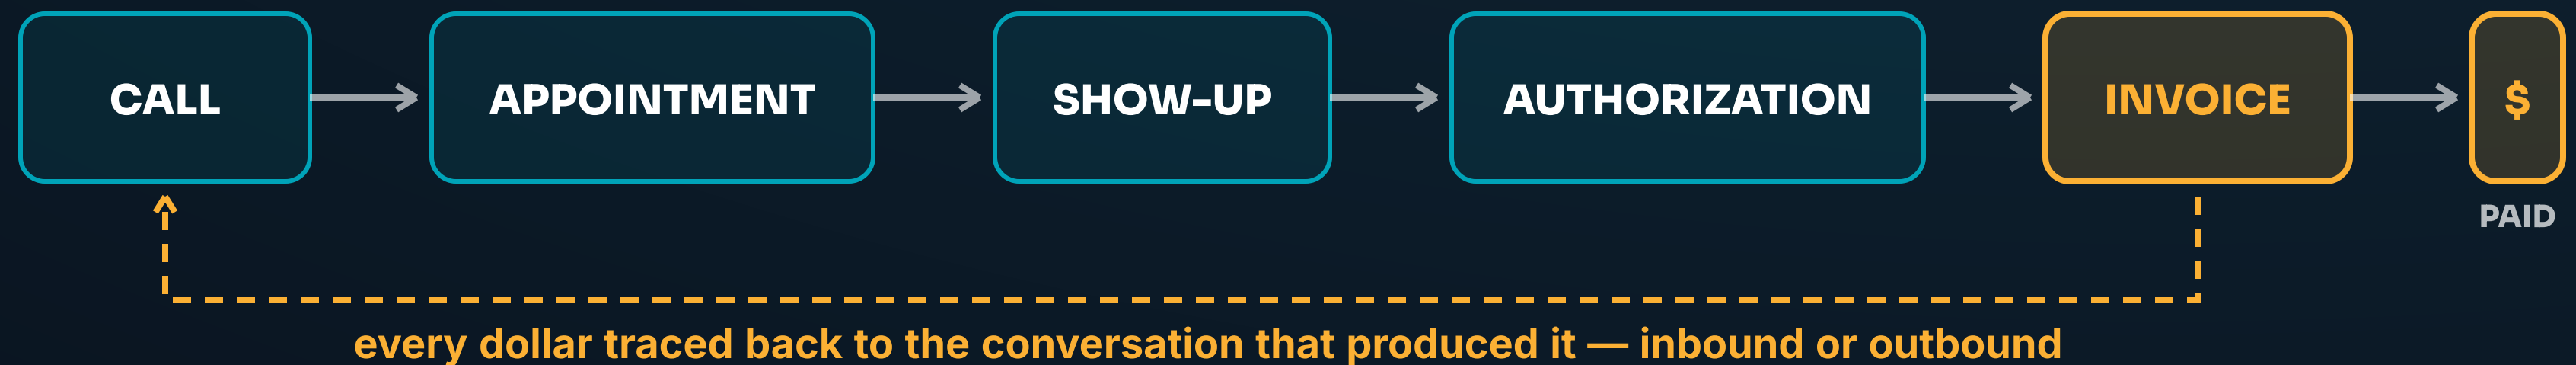 CALL APPOINTMENT SHOW-UP AUTHORIZATION INVOICE $
PAID
every dollar traced back to the conversation that produced it — inbound or outbound